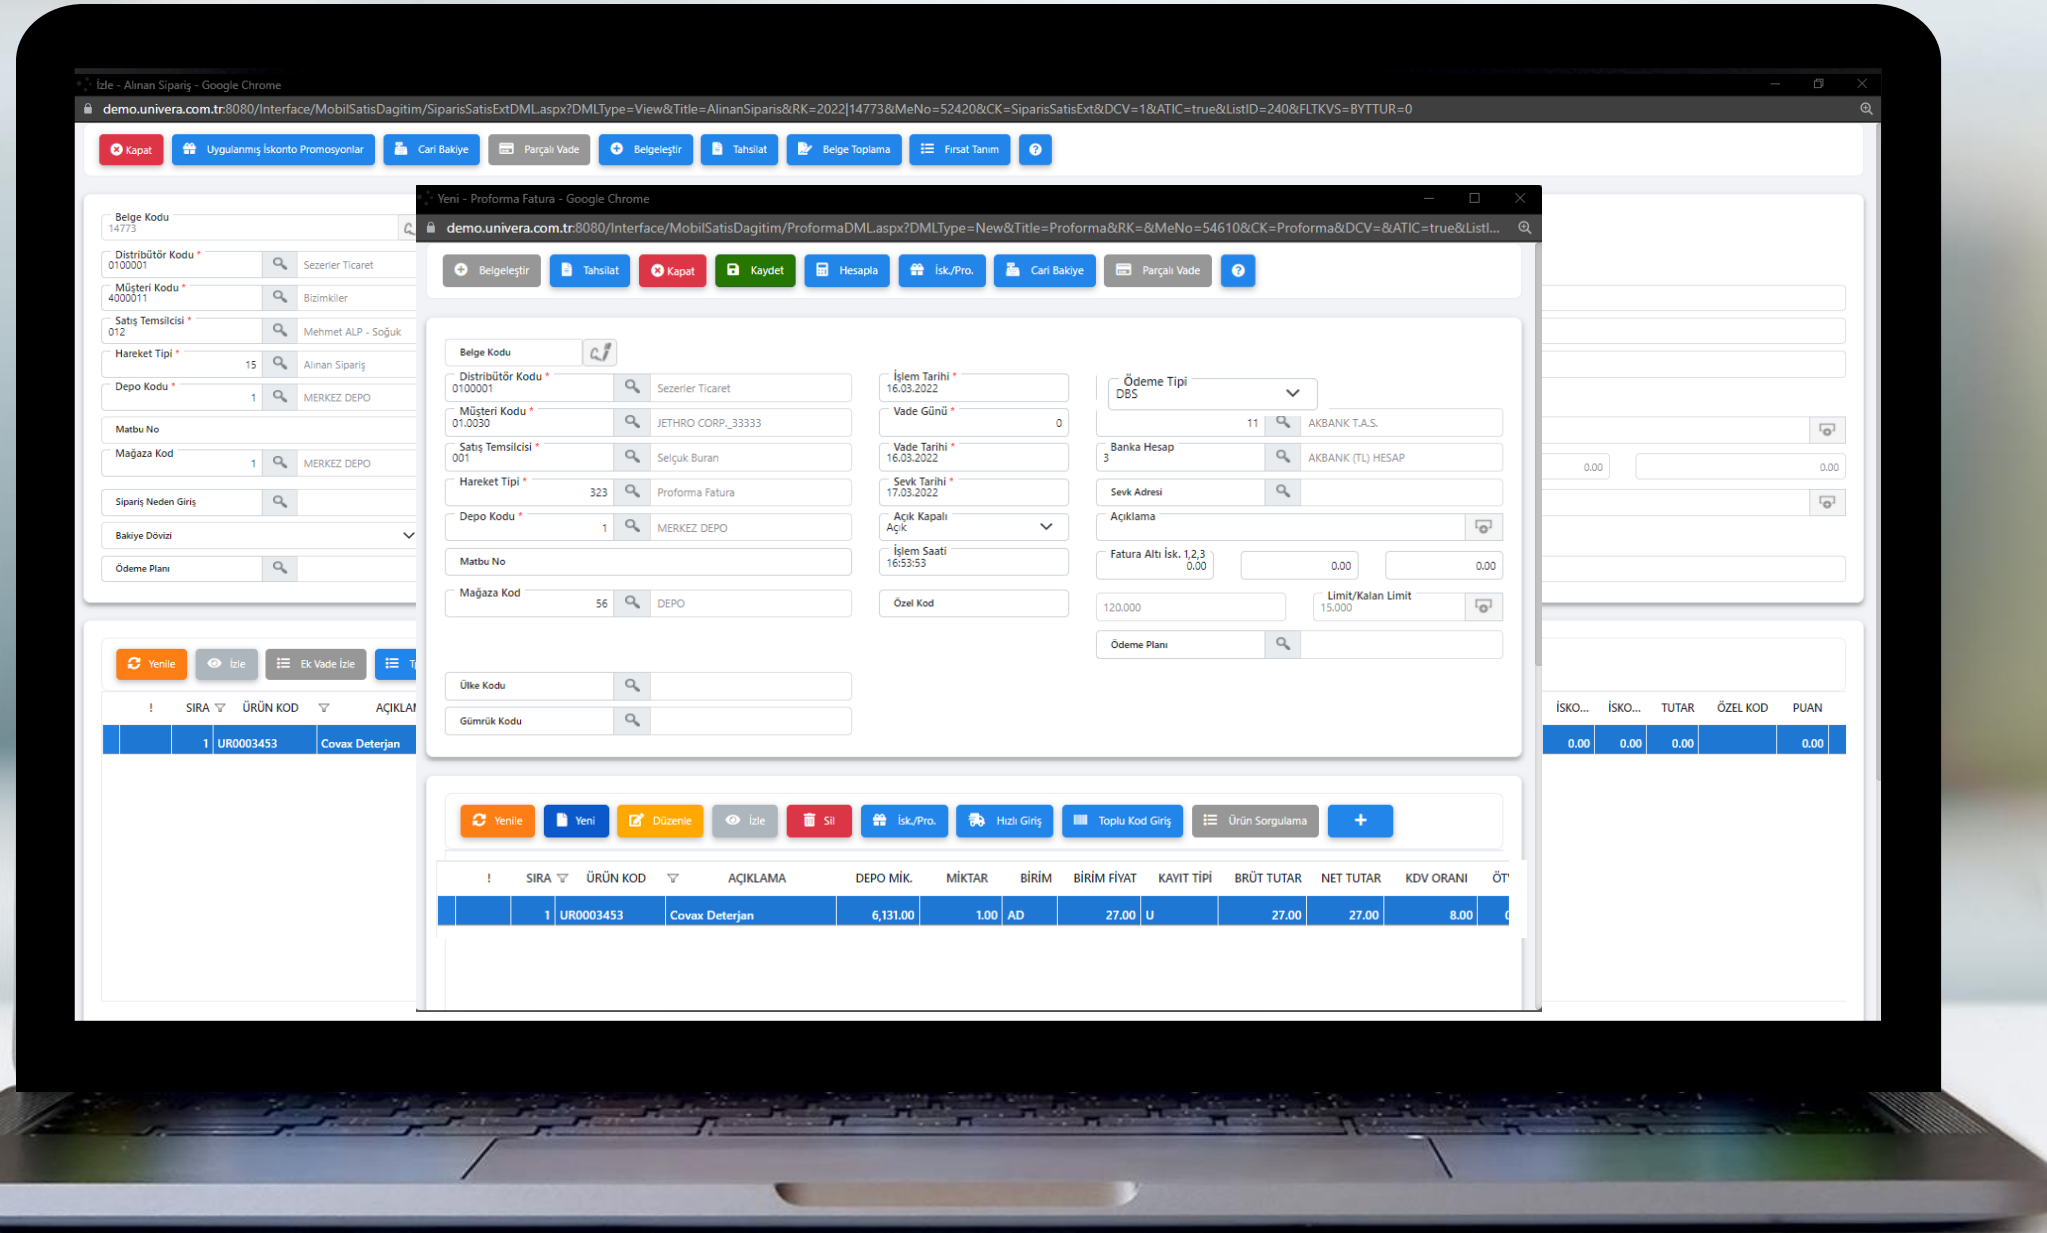 İzle - Alınan Sipariş - Google Chrome
demo.univera.com.tr:8080/Interface/MobilSatisDagitim/SiparisSatisExtDML.aspx?DMLType=View&Title=AlinanSiparis&RK=2022|14773&MeNo=52420&CK=SiparisSatisExt&DCV=1&ATIC=true&ListID=240&FLTKVS=BYTTUR=0
Kapat Uygulanmış İskonto Promosyonlar Cari Bakiye Parçalı Vade Belgeleştir Tahsilat Belge Toplama Fırsat Tanım ?
Belge Kodu
14773
Distribütör Kodu *
0100001 Sezerler Ticaret
Müşteri Kodu *
4000011 Bizimkiler
Satış Temsilcisi *
012 Mehmet ALP - Soğuk
Hareket Tipi *
15 Alınan Sipariş
Depo Kodu *
1 MERKEZ DEPO
Matbu No
Mağaza Kod
1 MERKEZ DEPO
0.00 0.00
Sipariş Neden Giriş
Bakiye Dövizi
Ödeme Planı
Yenile İzle Ek Vade İzle
! SIRA ÜRÜN KOD İSKO... İSKO... TUTAR ÖZEL KOD PUAN
1 UR0003453 Covax Deterjan 0.00 0.00 0.00 0.00
Yeni - Proforma Fatura - Google Chrome
demo.univera.com.tr:8080/Interface/MobilSatisDagitim/ProformaDML.aspx?DMLType=New&Title=Proforma&RK=&MeNo=54610&CK=Proforma&DCV=&ATIC=true&ListI...
Belgeleştir Tahsilat Kapat Kaydet Hesapla İsk./Pro. Cari Bakiye Parçalı Vade ?
Belge Kodu
Distribütör Kodu * İşlem Tarihi * Ödeme Tipi
0100001 Sezerler Ticaret 16.03.2022 DBS
Müşteri Kodu * Vade Günü *
01.0030 JETHRO CORP._33333 0 11 AKBANK T.A.S.
Satış Temsilcisi * Vade Tarihi * Banka Hesap
001 Selçuk Buran 16.03.2022 3 AKBANK (TL) HESAP
Hareket Tipi * Sevk Tarihi *
323 Proforma Fatura 17.03.2022 Sevk Adresi
Depo Kodu * Açık Kapalı Açıklama
1 MERKEZ DEPO Açık
Matbu No İşlem Saati Fatura Altı İsk. 1,2,3
16:53:53 0.00 0.00 0.00
Mağaza Kod Limit/Kalan Limit
56 DEPO Özel Kod 120.000 15.000
Ödeme Planı
Ülke Kodu
Gümrük Kodu
Yenile Yeni Düzenle İzle Sil İsk./Pro. Hızlı Giriş Toplu Kod Giriş Ürün Sorgulama +
! SIRA ÜRÜN KOD AÇIKLAMA DEPO MİK. MİKTAR BİRİM BİRİM FİYAT KAYIT TİPİ BRÜT TUTAR NET TUTAR KDV ORANI
1 UR0003453 Covax Deterjan 6,131.00 1.00 AD 27.00 U 27.00 27.00 8.00